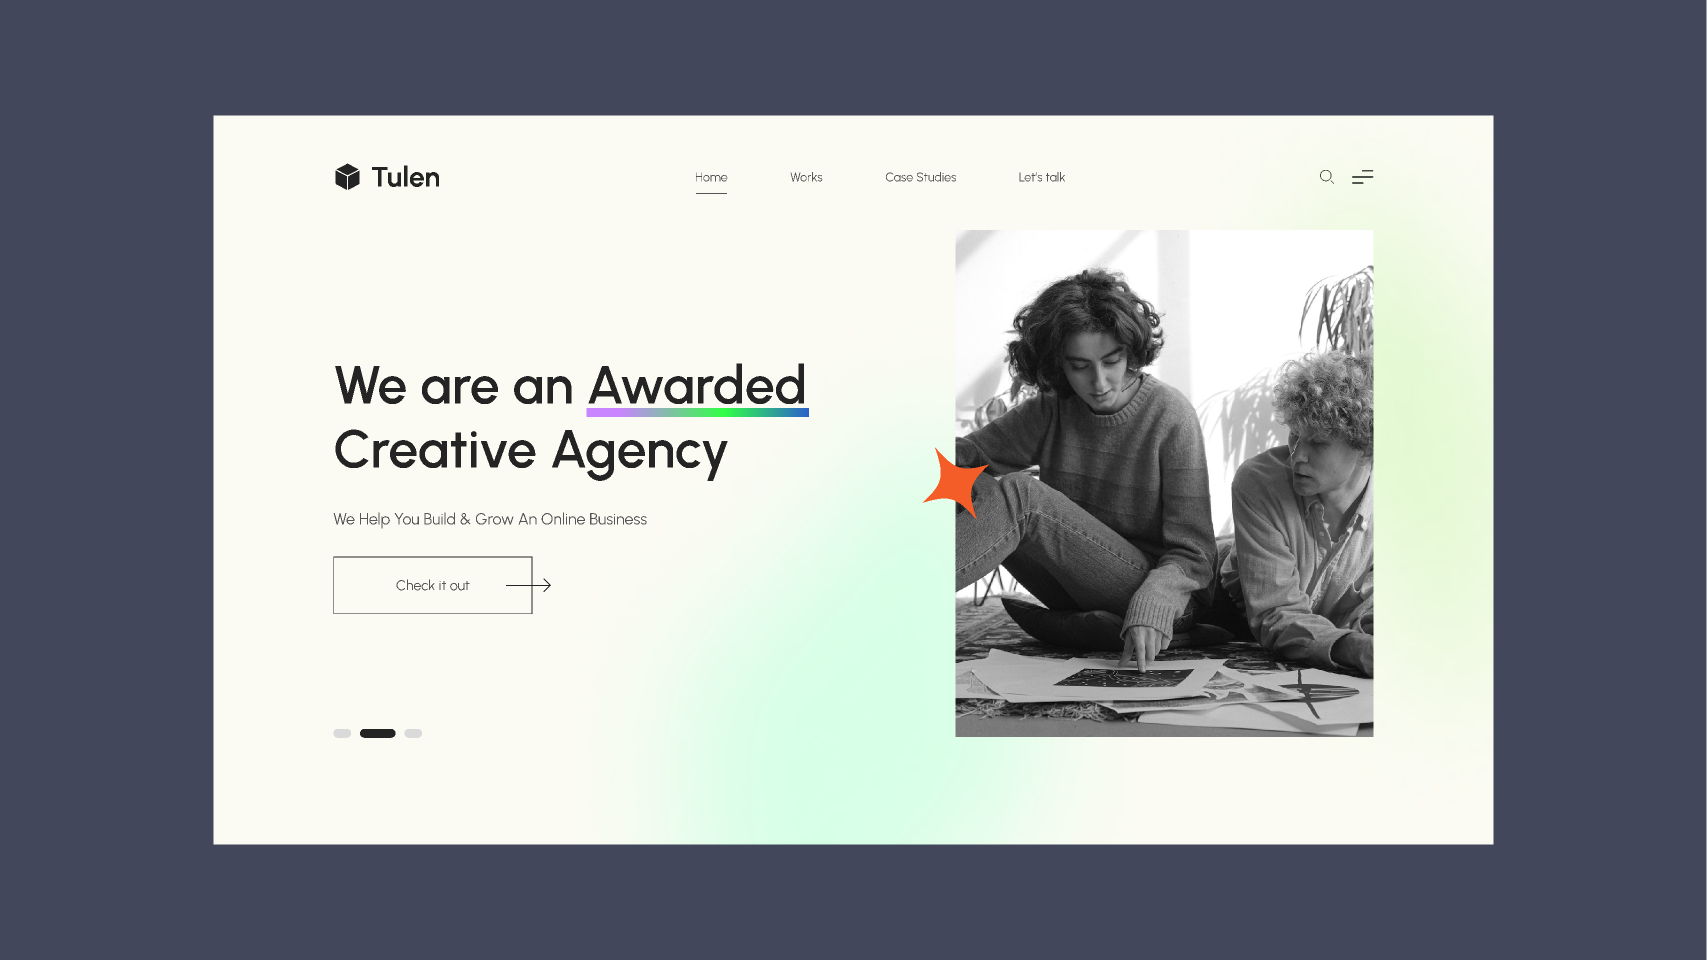 Tulen
Home
Works
Case Studies
Let's talk
We are an Awarded
Creative Agency
We Help You Build & Grow An Online Business
Check it out